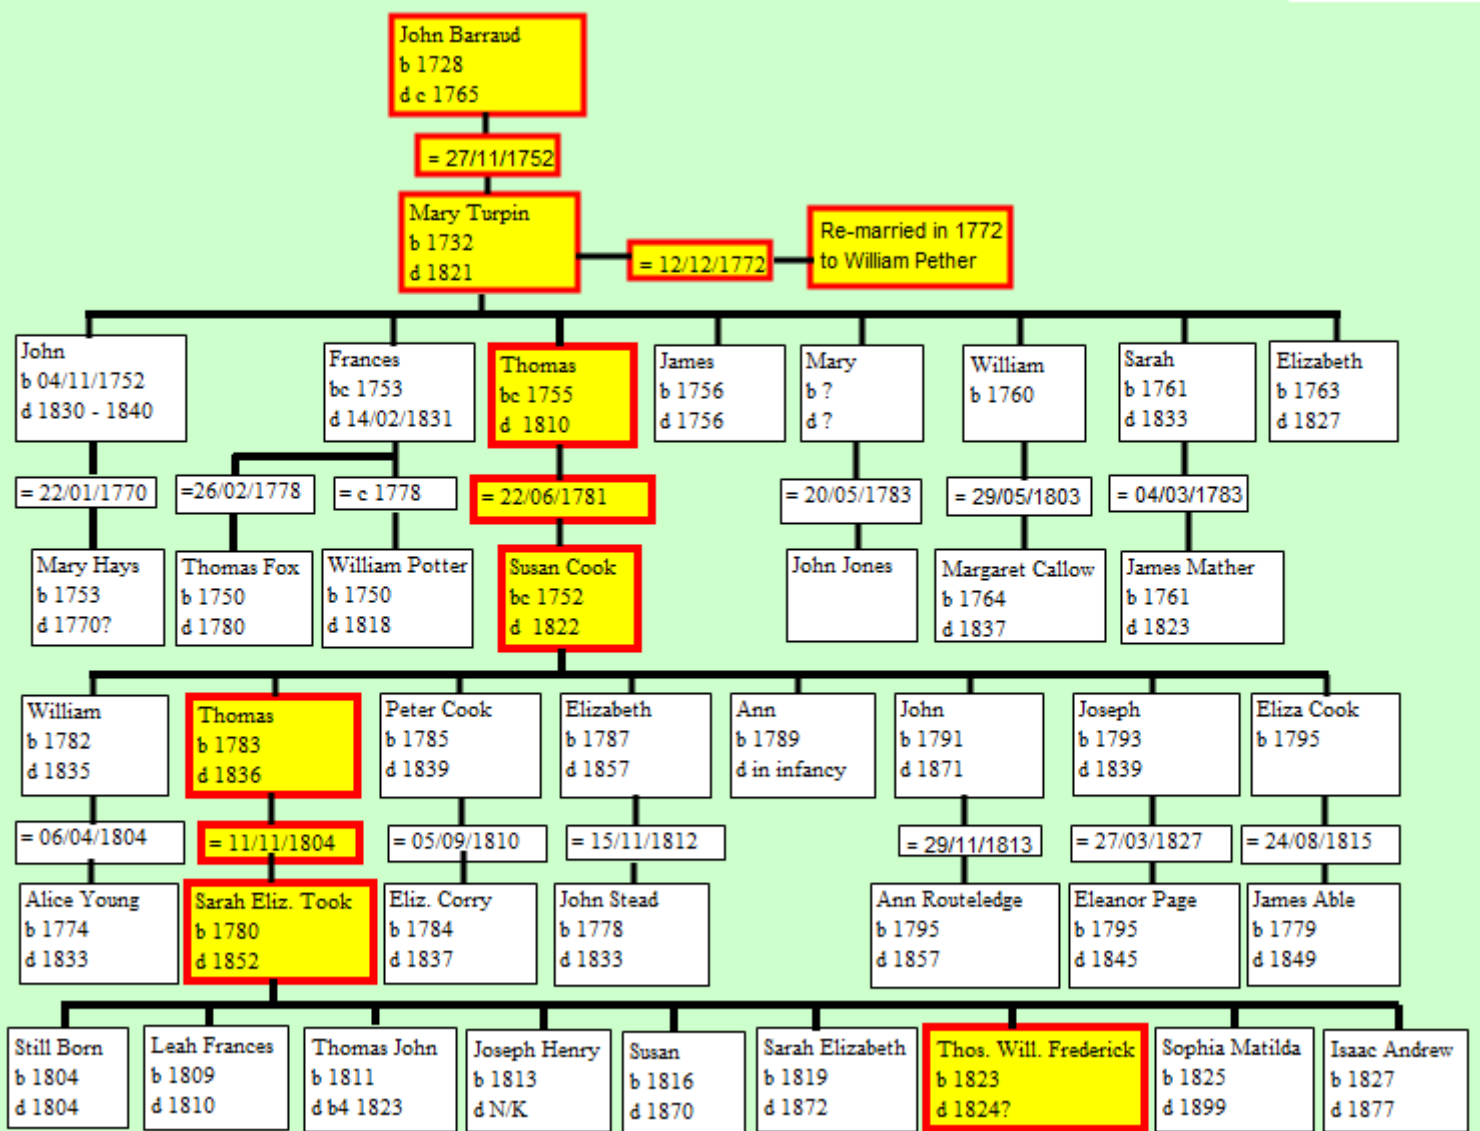 John Barraud
b 1728
d c 1765
= 27/11/1752
Mary Turpin
b 1732
d 1821
= 12/12/1772
Re-married in 1772
to William Pether
John
b 04/11/1752
d 1830 - 1840
Frances
bc 1753
d 14/02/1831
Thomas
bc 1755
d 1810
James
b 1756
d 1756
Mary
b ?
d ?
William
b 1760
Sarah
b 1761
d 1833
Elizabeth
b 1763
d 1827
= 22/01/1770
=26/02/1778
= c 1778
= 22/06/1781
= 20/05/1783
= 29/05/1803
= 04/03/1783
Mary Hays
b 1753
d 1770?
Thomas Fox
b 1750
d 1780
William Potter
b 1750
d 1818
Susan Cook
bc 1752
d 1822
John Jones
Margaret Callow
b 1764
d 1837
James Mather
b 1761
d 1823
William
b 1782
d 1835
Thomas
b 1783
d 1836
Peter Cook
b 1785
d 1839
Elizabeth
b 1787
d 1857
Ann
b 1789
d in infancy
John
b 1791
d 1871
Joseph
b 1793
d 1839
Eliza Cook
b 1795
= 06/04/1804
= 11/11/1804
= 05/09/1810
= 15/11/1812
= 29/11/1813
= 27/03/1827
= 24/08/1815
Alice Young
b 1774
d 1833
Sarah Eliz. Took
b 1780
d 1852
Eliz. Corry
b 1784
d 1837
John Stead
b 1778
d 1833
Ann Routeledge
b 1795
d 1857
Eleanor Page
b 1795
d 1845
James Able
b 1779
d 1849
Still Born
b 1804
d 1804
Leah Frances
b 1809
d 1810
Thomas John
b 1811
d b4 1823
Joseph Henry
b 1813
d N/K
Susan
b 1816
d 1870
Sarah Elizabeth
b 1819
d 1872
Thos. Will. Frederick
b 1823
d 1824?
Sophia Matilda
b 1825
d 1899
Isaac Andrew
b 1827
d 1877